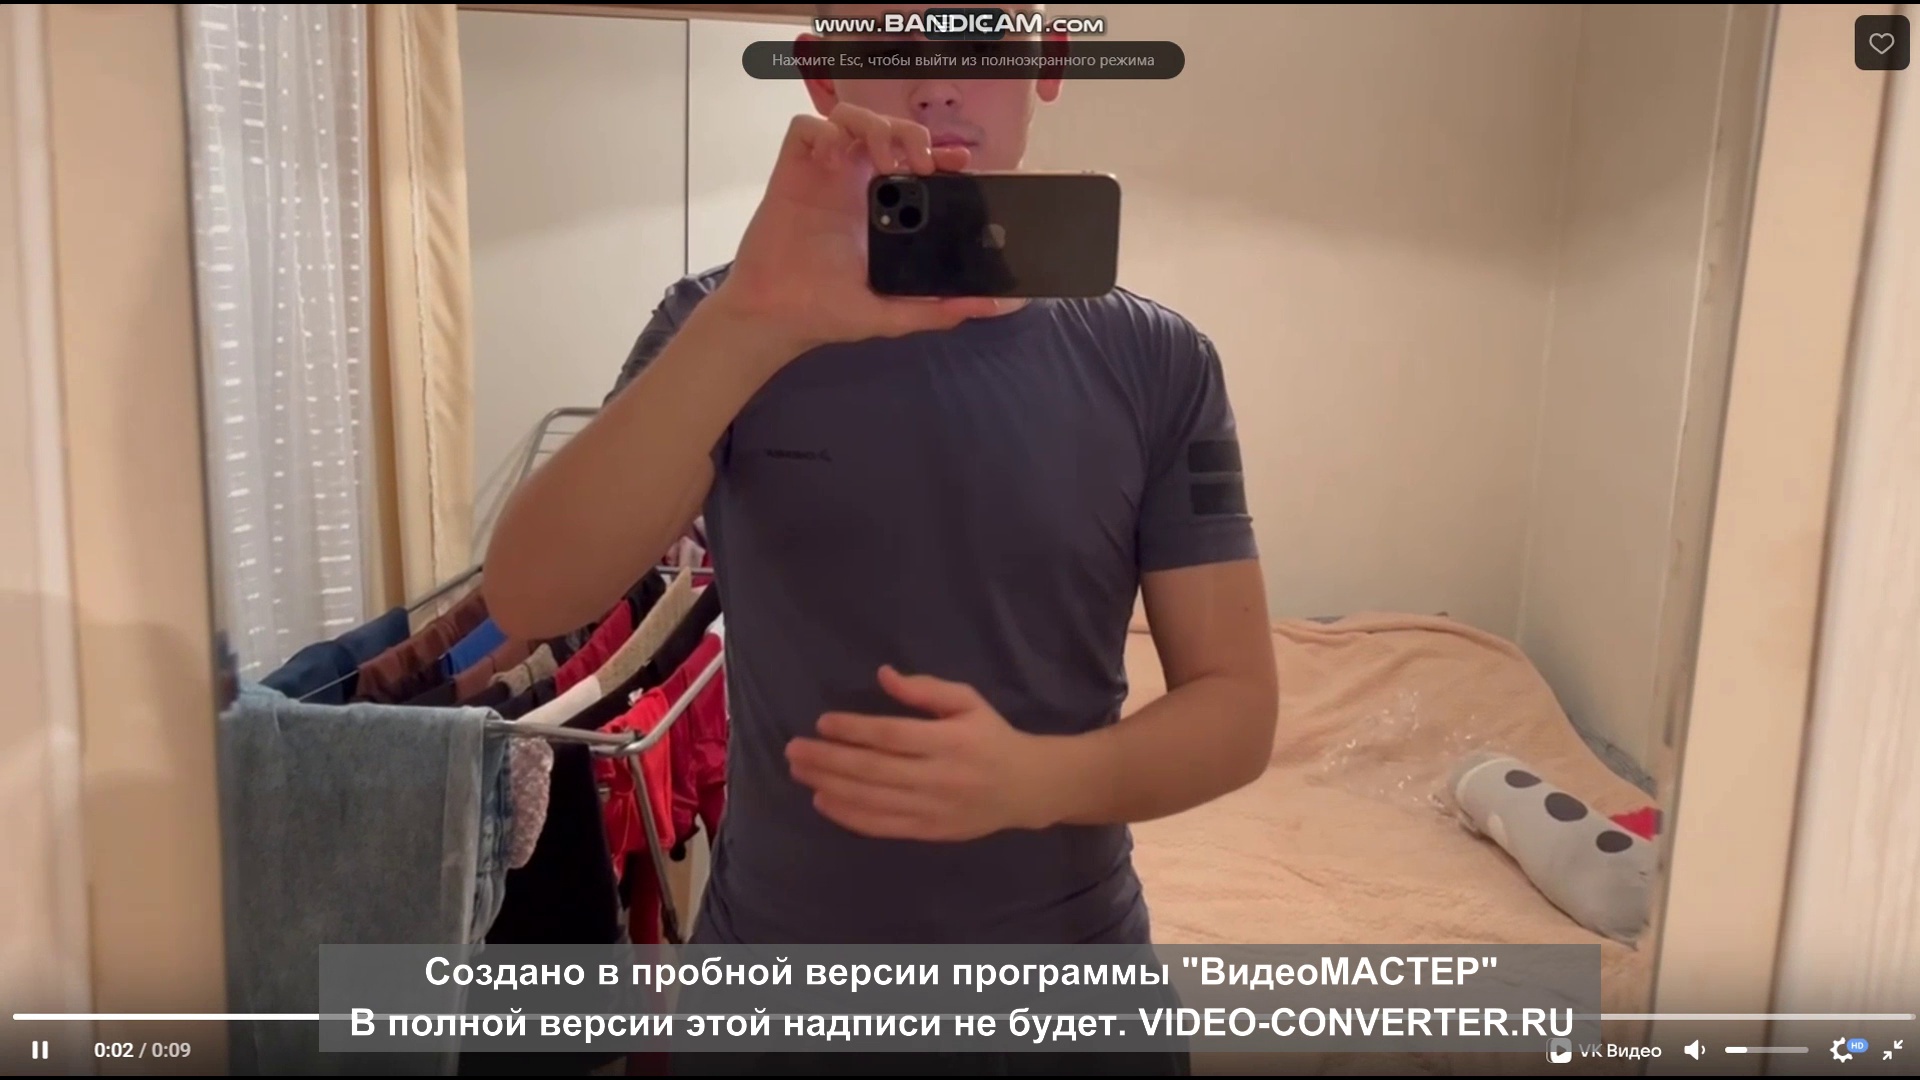 www.BANDICAM.com
Нажмите Esc, чтобы выйти из полноэкранного режима
Создано в пробной версии программы "ВидеоМАСТЕР"
В полной версии этой надписи не будет. VIDEO-CONVERTER.RU
0:02 / 0:09
VK Видео
HD